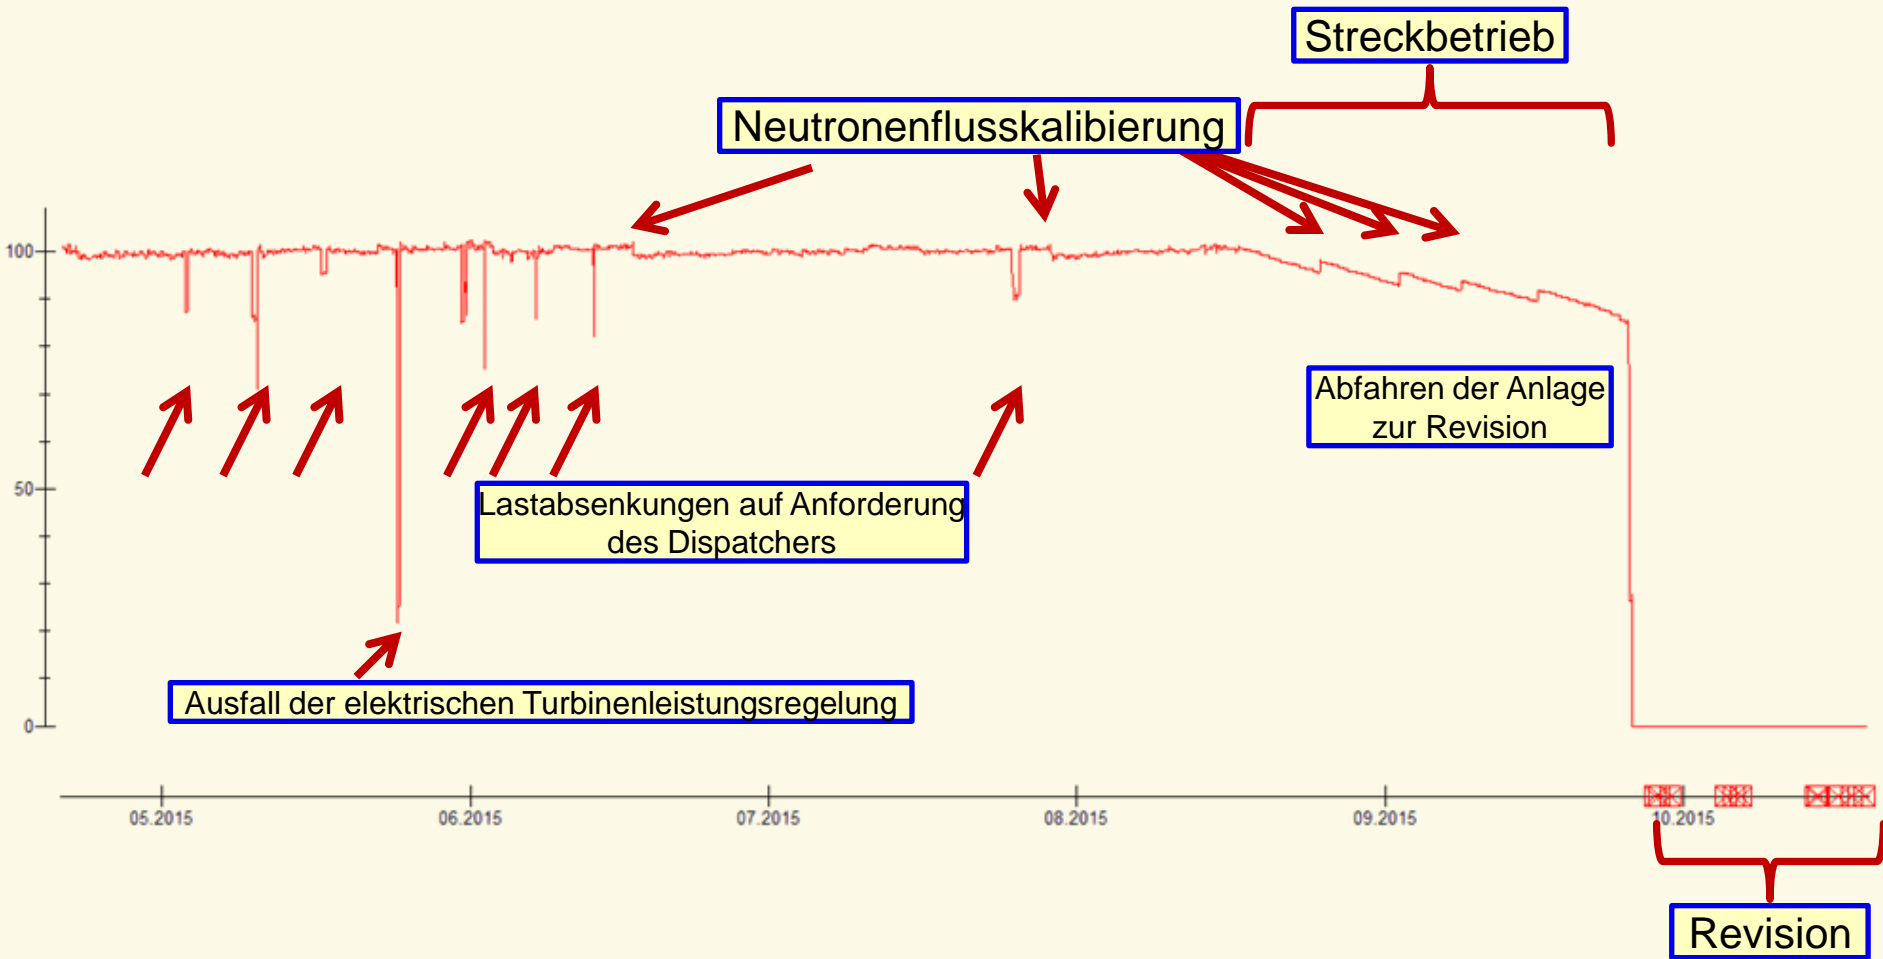 Streckbetrieb
Neutronenflusskalibierung
100
Abfahren der Anlage
zur Revision
50
Lastabsenkungen auf Anforderung
des Dispatchers
Ausfall der elektrischen Turbinenleistungsregelung
0
05.2015
06.2015
07.2015
08.2015
09.2015
10.2015
Revision